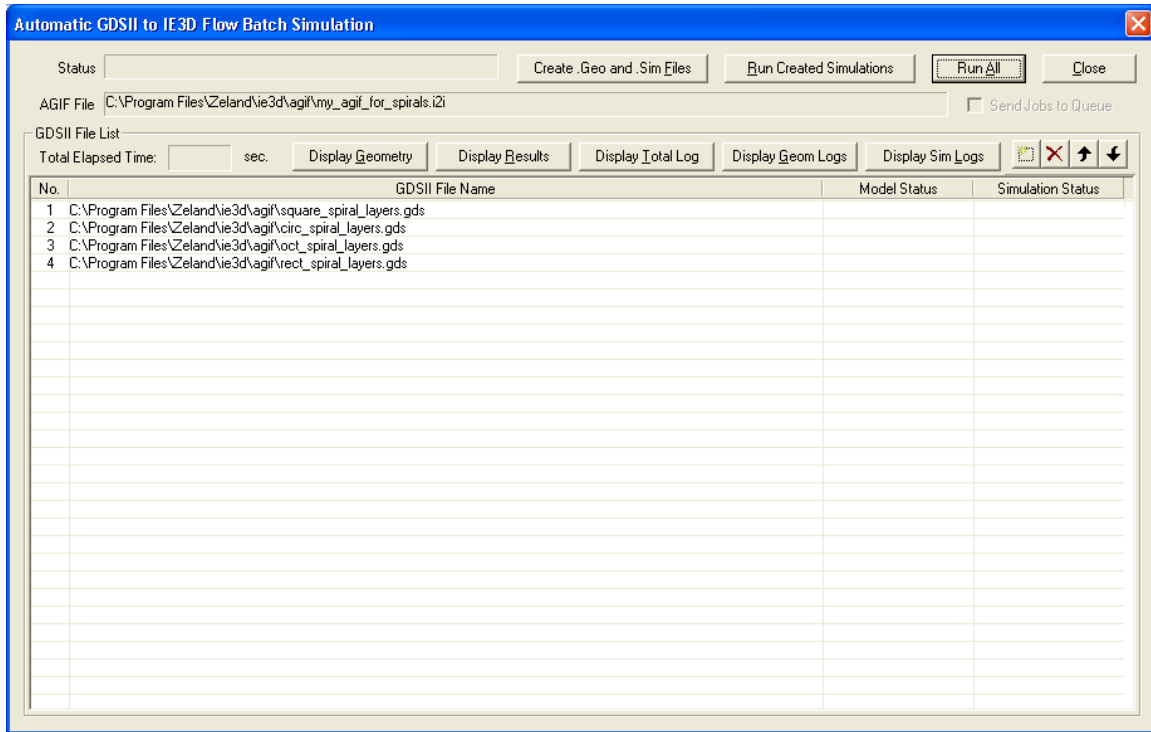 Automatic GDSII to IE3D Flow Batch Simulation
Status Create .Geo and .Sim Files Run Created Simulations Run All Close
AGIF File C:\Program Files\Zeland\ie3d\agif\my_agif_for_spirals.i2i Send Jobs to Queue
GDSII File List
Total Elapsed Time: sec. Display Geometry Display Results Display Total Log Display Geom Logs Display Sim Logs
No. GDSII File Name Model Status Simulation Status
1 C:\Program Files\Zeland\ie3d\agif\square_spiral_layers.gds
2 C:\Program Files\Zeland\ie3d\agif\circ_spiral_layers.gds
3 C:\Program Files\Zeland\ie3d\agif\oct_spiral_layers.gds
4 C:\Program Files\Zeland\ie3d\agif\rect_spiral_layers.gds